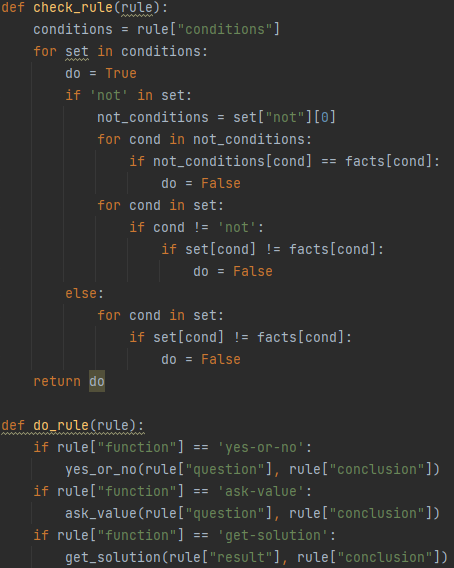 def check_rule(rule):
    conditions = rule["conditions"]
    for set in conditions:
        do = True
        if 'not' in set:
            not_conditions = set["not"][0]
            for cond in not_conditions:
                if not_conditions[cond] == facts[cond]:
                    do = False
            for cond in set:
                if cond != 'not':
                    if set[cond] != facts[cond]:
                        do = False
        else:
            for cond in set:
                if set[cond] != facts[cond]:
                    do = False
    return do
def do_rule(rule):
    if rule["function"] == 'yes-or-no':
        yes_or_no(rule["question"], rule["conclusion"])
    if rule["function"] == 'ask-value':
        ask_value(rule["question"], rule["conclusion"])
    if rule["function"] == 'get-solution':
        get_solution(rule["result"], rule["conclusion"])